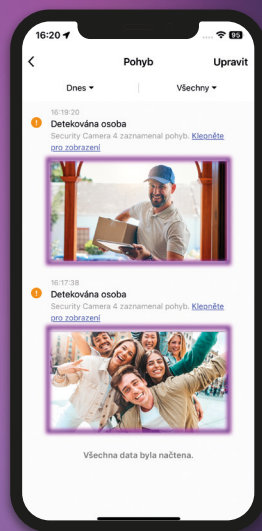 16:20
95
Pohyb
Upravit
Dnes
Všechny
16:19:20
Detekována osoba
Security Camera 4 zaznamenal pohyb. Klepněte
pro zobrazení
16:17:38
Detekována osoba
Security Camera 4 zaznamenal pohyb. Klepněte
pro zobrazení
Všechna data byla načtena.